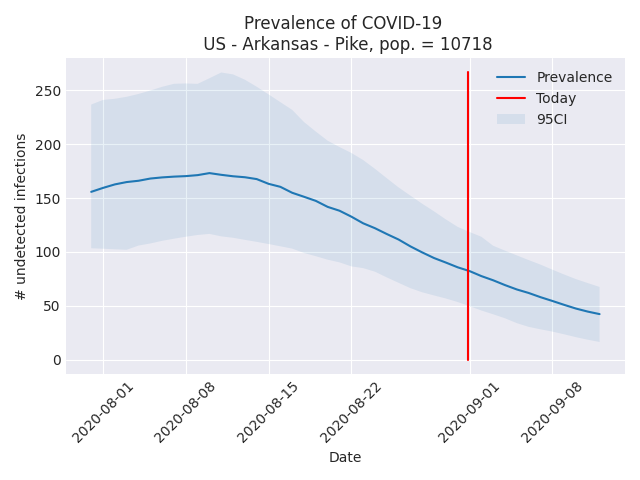 Prevalence of COVID-19
US - Arkansas - Pike, pop. = 10718
Prevalence
Today
95CI
# undetected infections
250
200
150
100
50
0
2020-08-01
2020-08-08
2020-08-15
2020-08-22
2020-09-01
2020-09-08
Date